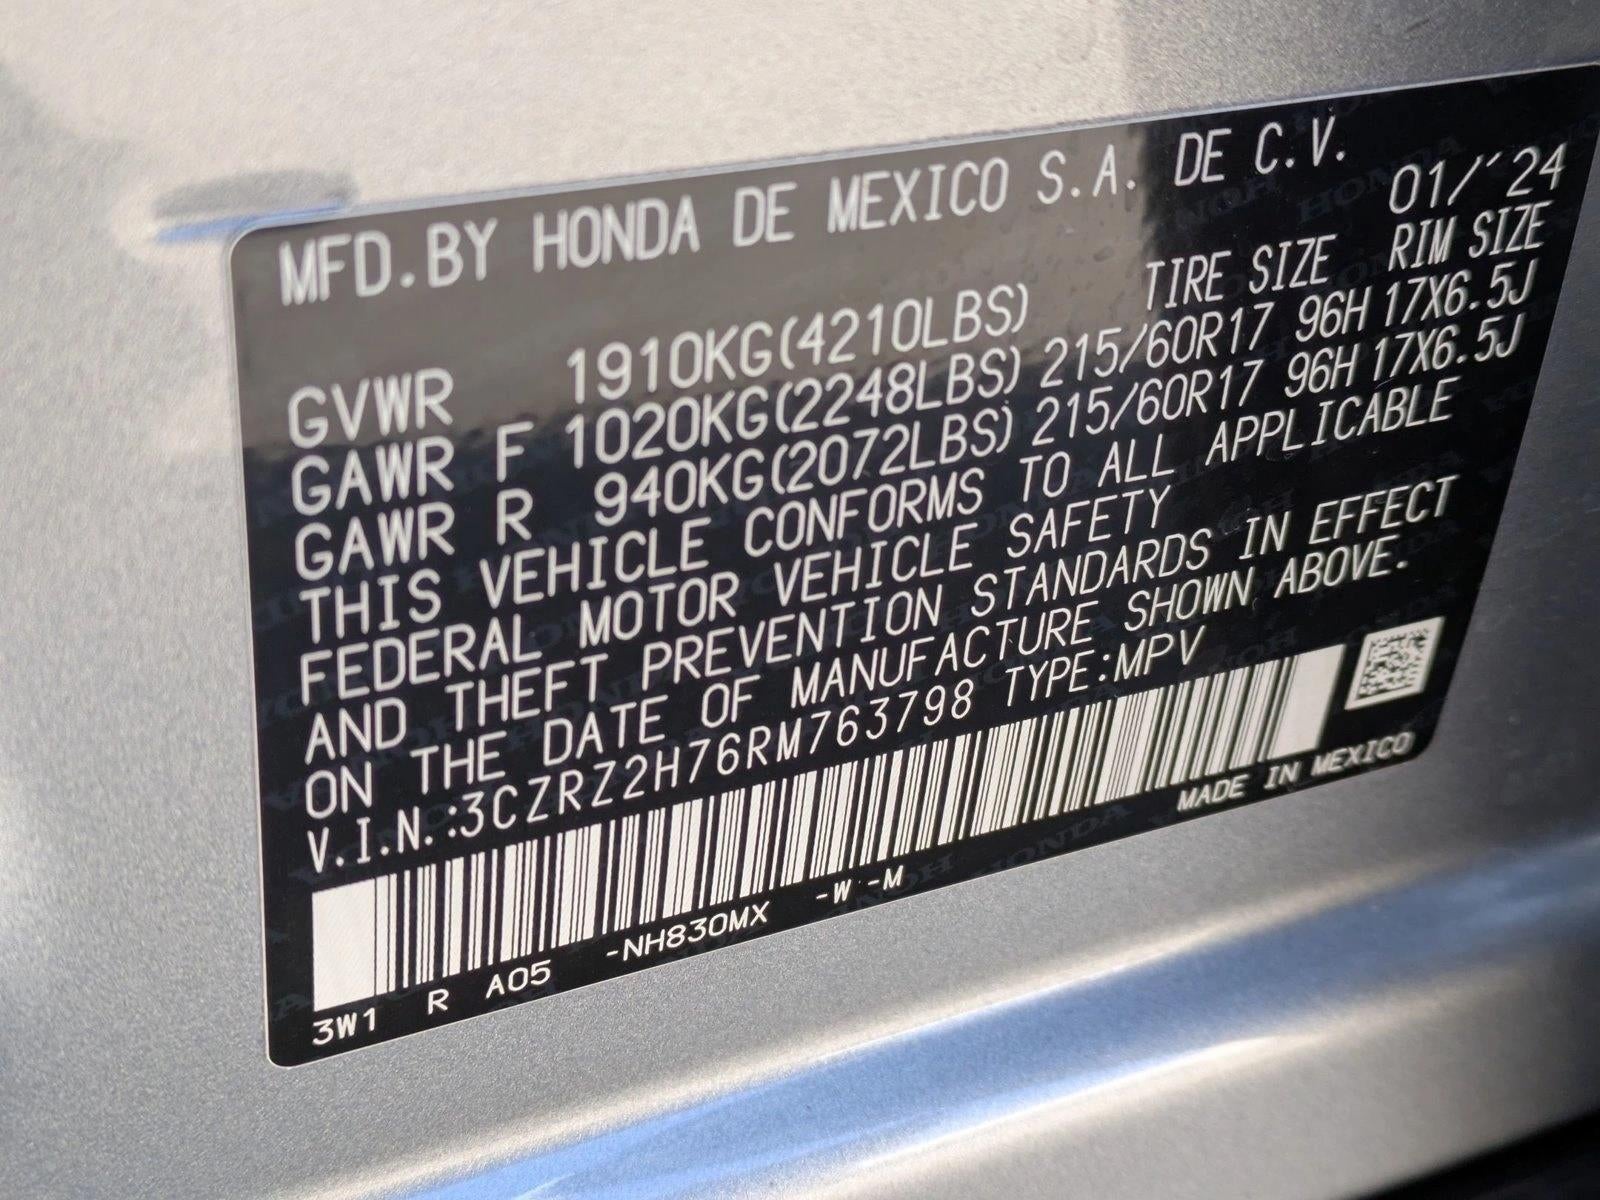 MFD.BY HONDA DE MEXICO S.A. DE C.V.
01/'24
TIRE SIZE RIM SIZE
GVWR 1910KG(4210LBS)
GAWR F 1020KG(2248LBS) 215/60R17 96H 17X6.5J
GAWR R 940KG(2072LBS) 215/60R17 96H 17X6.5J
THIS VEHICLE CONFORMS TO ALL APPLICABLE
FEDERAL MOTOR VEHICLE SAFETY
AND THEFT PREVENTION STANDARDS IN EFFECT
ON THE DATE OF MANUFACTURE SHOWN ABOVE.
V.I.N.:3CZRZ2H76RM763798 TYPE:MPV
MADE IN MEXICO
3W1 R A05 -NH830MX -W -M